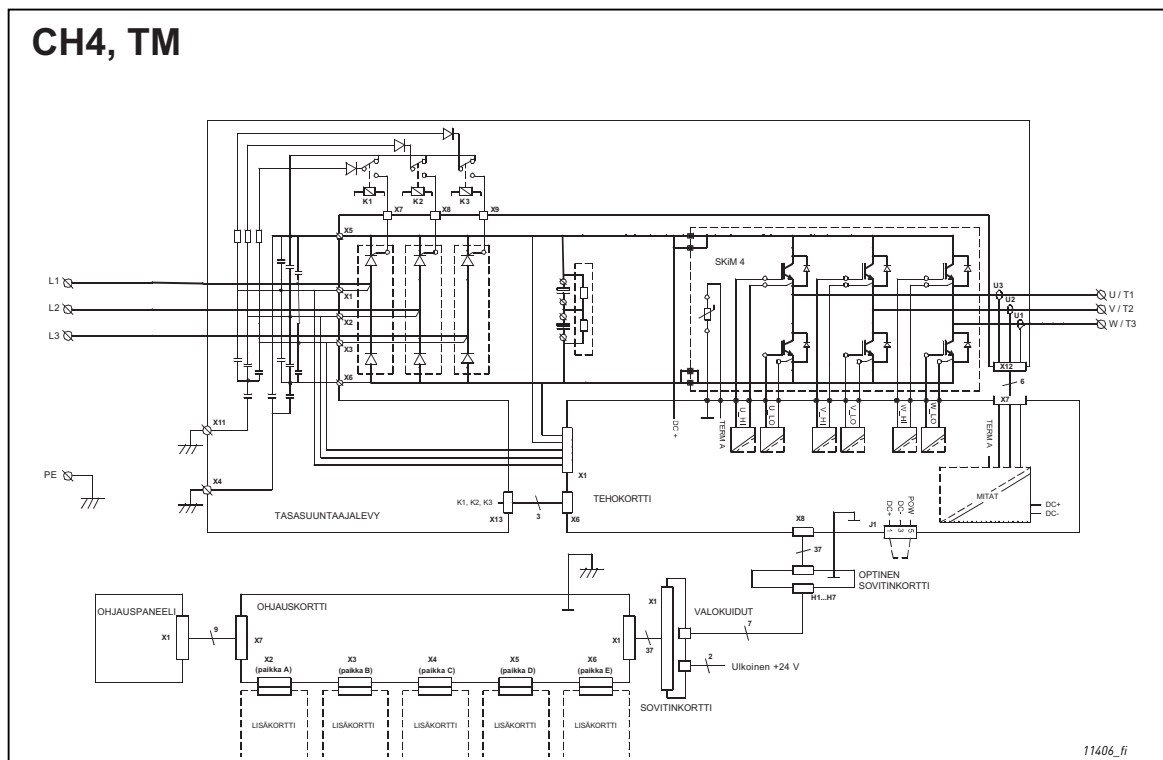 CH4, TM
K1
K2
K3
X7
X8
X9
X5
SKiM 4
L1
L2
L3
X1
X2
X3
X6
U3
U2
U1
U / T1
V / T2
W / T3
X12
6
X7
X11
X4
PE
DC +
TERM A
U_HI
U_LO
V_HI
V_LO
W_HI
W_LO
TERM A
MITAT
DC+
DC-
X1
TEHOKORTTI
K1, K2, K3
X13
3
X6
TASASUUNTAAJALEVY
X8
37
J1
DC+
DC-
POW
1
3
5
OPTINEN
SOVITINKORTTI
H1...H7
OHJAUSPANEELI
X1
9
X7
OHJAUSKORTTI
X1
37
X1
VALOKUIDUT
7
2
Ulkoinen +24 V
SOVITINKORTTI
X2
(paikka A)
X3
(paikka B)
X4
(paikka C)
X5
(paikka D)
X6
(paikka E)
LISÄKORTTI
LISÄKORTTI
LISÄKORTTI
LISÄKORTTI
LISÄKORTTI
11406_fi